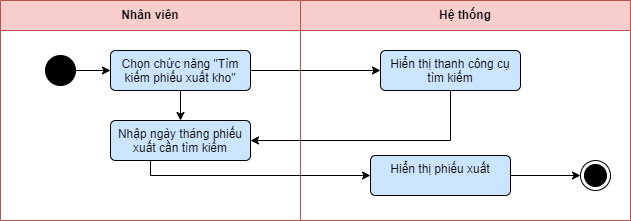 Nhân viên
Hệ thống
Chọn chức năng "Tìm
kiếm phiếu xuất kho"
Hiển thị thanh công cụ
tìm kiếm
Nhập ngày tháng phiếu
xuất cần tìm kiếm
Hiển thị phiếu xuất